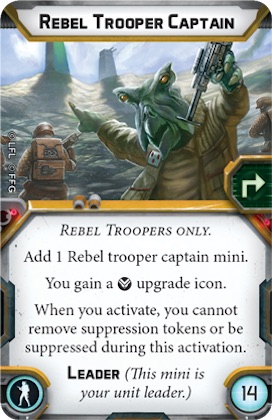 REBEL TROOPER CAPTAIN
©LFL ©FFG
REBEL TROOPERS ONLY.
Add 1 Rebel trooper captain mini.
You gain a upgrade icon.
When you activate, you cannot
remove suppression tokens or be
suppressed during this activation.
LEADER (This mini is
your unit leader.)
14